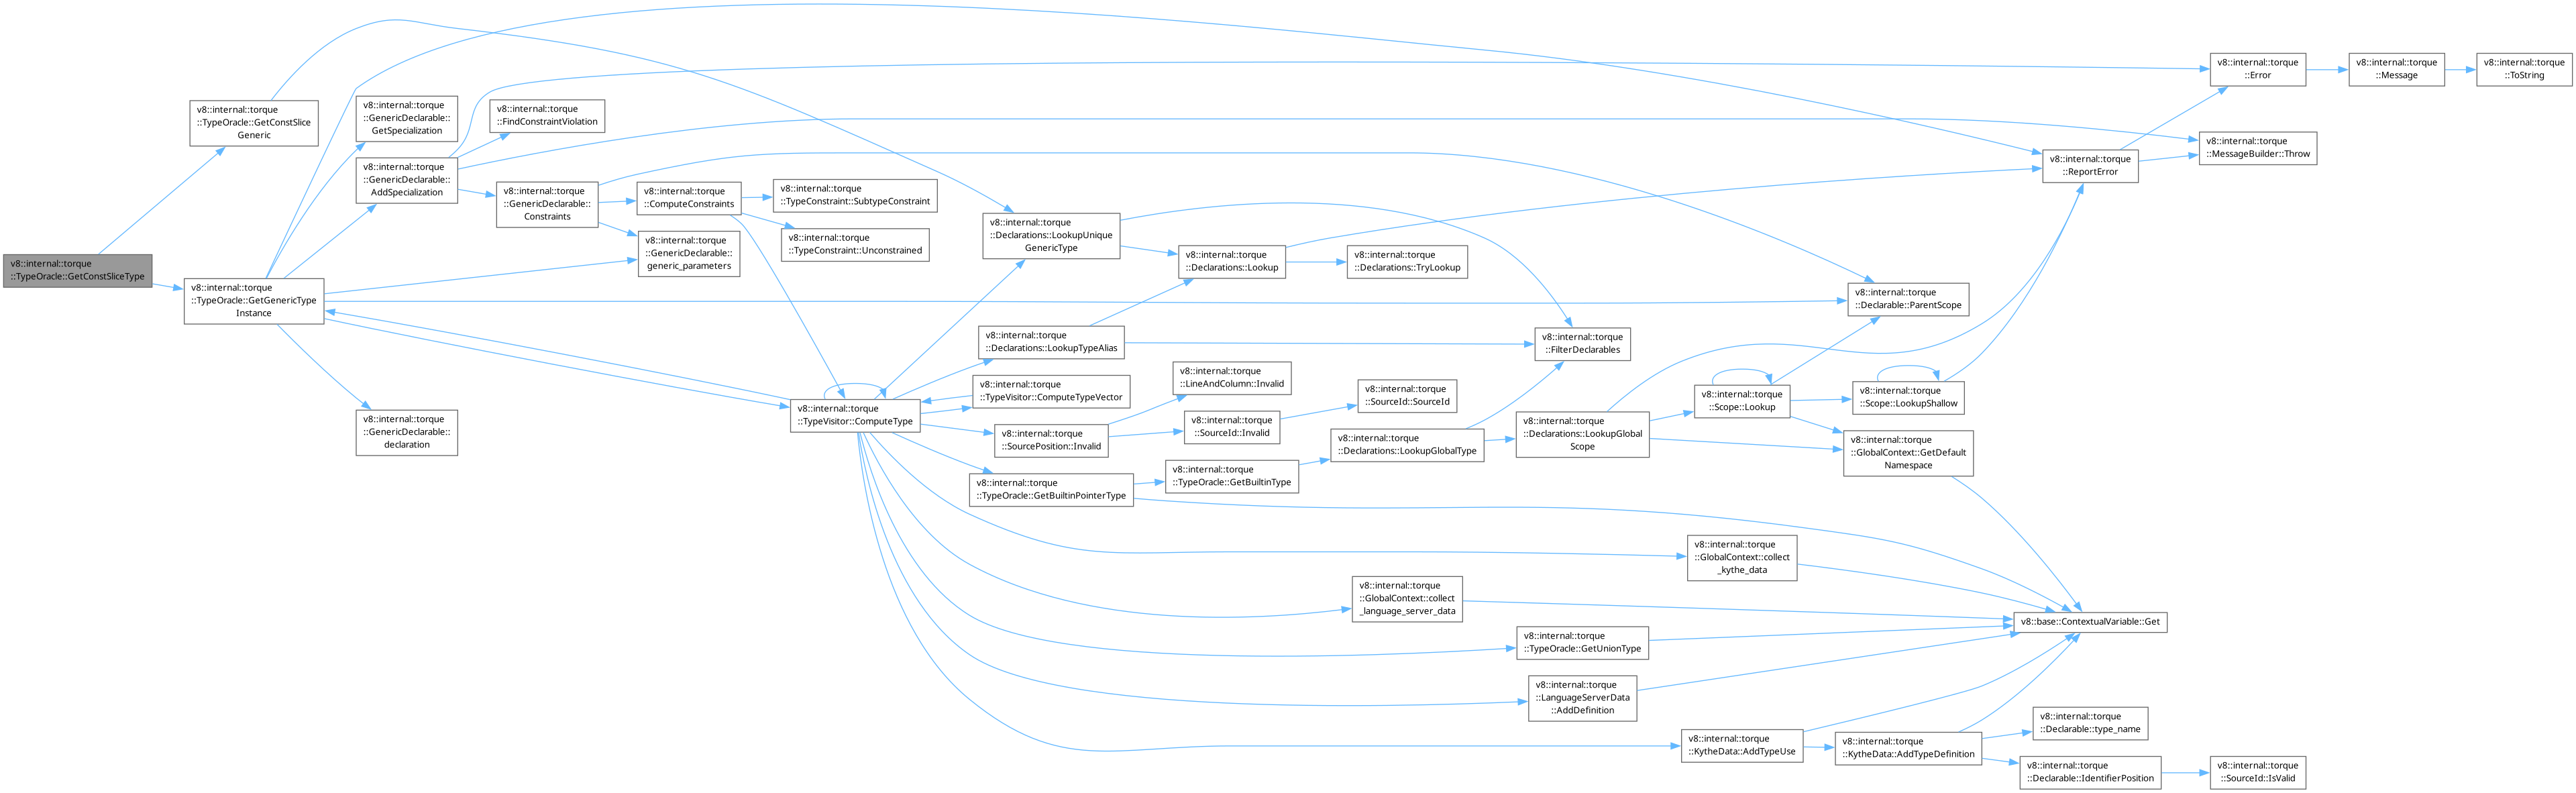 v8::internal::torque
::TypeOracle::GetConstSliceType
v8::internal::torque
::TypeOracle::GetConstSlice
Generic
v8::internal::torque
::TypeOracle::GetGenericType
Instance
v8::internal::torque
::GenericDeclarable::
GetSpecialization
v8::internal::torque
::GenericDeclarable::
AddSpecialization
v8::internal::torque
::GenericDeclarable::
declaration
v8::internal::torque
::FindConstraintViolation
v8::internal::torque
::GenericDeclarable::
Constraints
v8::internal::torque
::ComputeConstraints
v8::internal::torque
::GenericDeclarable::
generic_parameters
v8::internal::torque
::TypeConstraint::SubtypeConstraint
v8::internal::torque
::TypeConstraint::Unconstrained
v8::internal::torque
::TypeVisitor::ComputeType
v8::internal::torque
::Declarations::LookupUnique
GenericType
v8::internal::torque
::Declarations::LookupTypeAlias
v8::internal::torque
::TypeVisitor::ComputeTypeVector
v8::internal::torque
::SourcePosition::Invalid
v8::internal::torque
::TypeOracle::GetBuiltinPointerType
v8::internal::torque
::Declarations::Lookup
v8::internal::torque
::LineAndColumn::Invalid
v8::internal::torque
::SourceId::Invalid
v8::internal::torque
::TypeOracle::GetBuiltinType
v8::internal::torque
::Declarations::TryLookup
v8::internal::torque
::SourceId::SourceId
v8::internal::torque
::Declarations::LookupGlobalType
v8::internal::torque
::GlobalContext::collect
_language_server_data
v8::internal::torque
::FilterDeclarables
v8::internal::torque
::Declarations::LookupGlobal
Scope
v8::internal::torque
::TypeOracle::GetUnionType
v8::internal::torque
::LanguageServerData
::AddDefinition
v8::internal::torque
::Scope::Lookup
v8::internal::torque
::GlobalContext::collect
_kythe_data
v8::internal::torque
::KytheData::AddTypeUse
v8::internal::torque
::Declarable::ParentScope
v8::internal::torque
::Scope::LookupShallow
v8::internal::torque
::GlobalContext::GetDefault
Namespace
v8::internal::torque
::KytheData::AddTypeDefinition
v8::internal::torque
::ReportError
v8::base::ContextualVariable::Get
v8::internal::torque
::Declarable::type_name
v8::internal::torque
::Declarable::IdentifierPosition
v8::internal::torque
::Error
v8::internal::torque
::MessageBuilder::Throw
v8::internal::torque
::SourceId::IsValid
v8::internal::torque
::Message
v8::internal::torque
::ToString